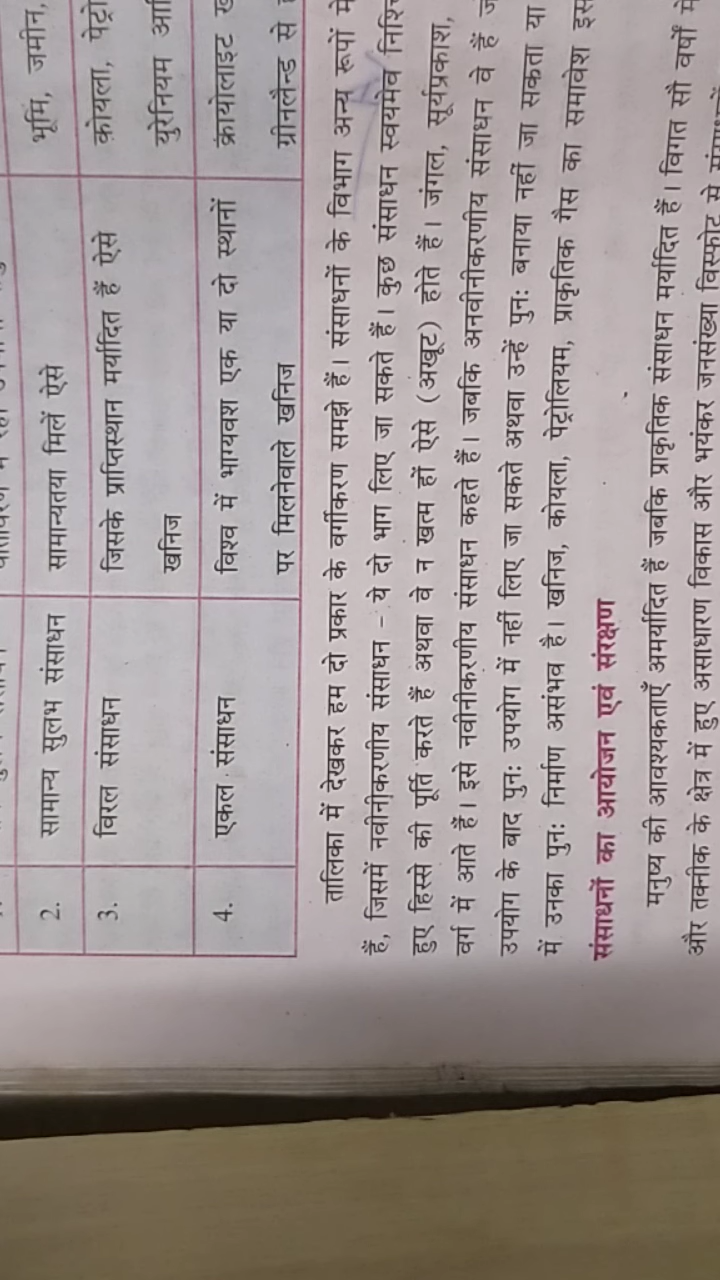 2. सामान्य सुलभ संसाधन सामान्यतया मिलें ऐसे भूमि, जमीन,
3. विरल संसाधन जिसके प्राप्तिस्थान मर्यादित हैं ऐसे कोयला, पेट्रो
खनिज युरेनियम आ
4. एकल संसाधन विश्व में भाग्यवश एक या दो स्थानों क्रायोलाइट
पर मिलनेवाले खनिज ग्रीनलैन्ड से
तालिका में देखकर हम दो प्रकार के वर्गीकरण समझे हैं। संसाधनों के विभाग अन्य रूपों में
हैं, जिसमें नवीनीकरणीय संसाधन – ये दो भाग लिए जा सकते हैं। कुछ संसाधन स्वयमेव
हुए हिस्से की पूर्ति करते हैं अथवा वे न खत्म हों ऐसे (अखूट) होते हैं। जंगल, सूर्यप्रकाश,
वर्ग में आते हैं। इसे नवीनीकरणीय संसाधन कहते हैं। जबकि अनवीनीकरणीय संसाधन वे हैं
उपयोग के बाद पुन: उपयोग में नहीं लिए जा सकते अथवा उन्हें पुन: बनाया नहीं जा सकता या
में उनका पुन: निर्माण असंभव है। खनिज, कोयला, पेट्रोलियम, प्राकृतिक गैस का समावेश इस
संसाधनों का आयोजन एवं संरक्षण
मनुष्य की आवश्यकताएँ अमर्यादित हैं जबकि प्राकृतिक संसाधन मर्यादित हैं। विगत सौ वर्षों में
और तकनीक के क्षेत्र में हुए असाधारण विकास और भयंकर जनसंख्या विस्फोट से